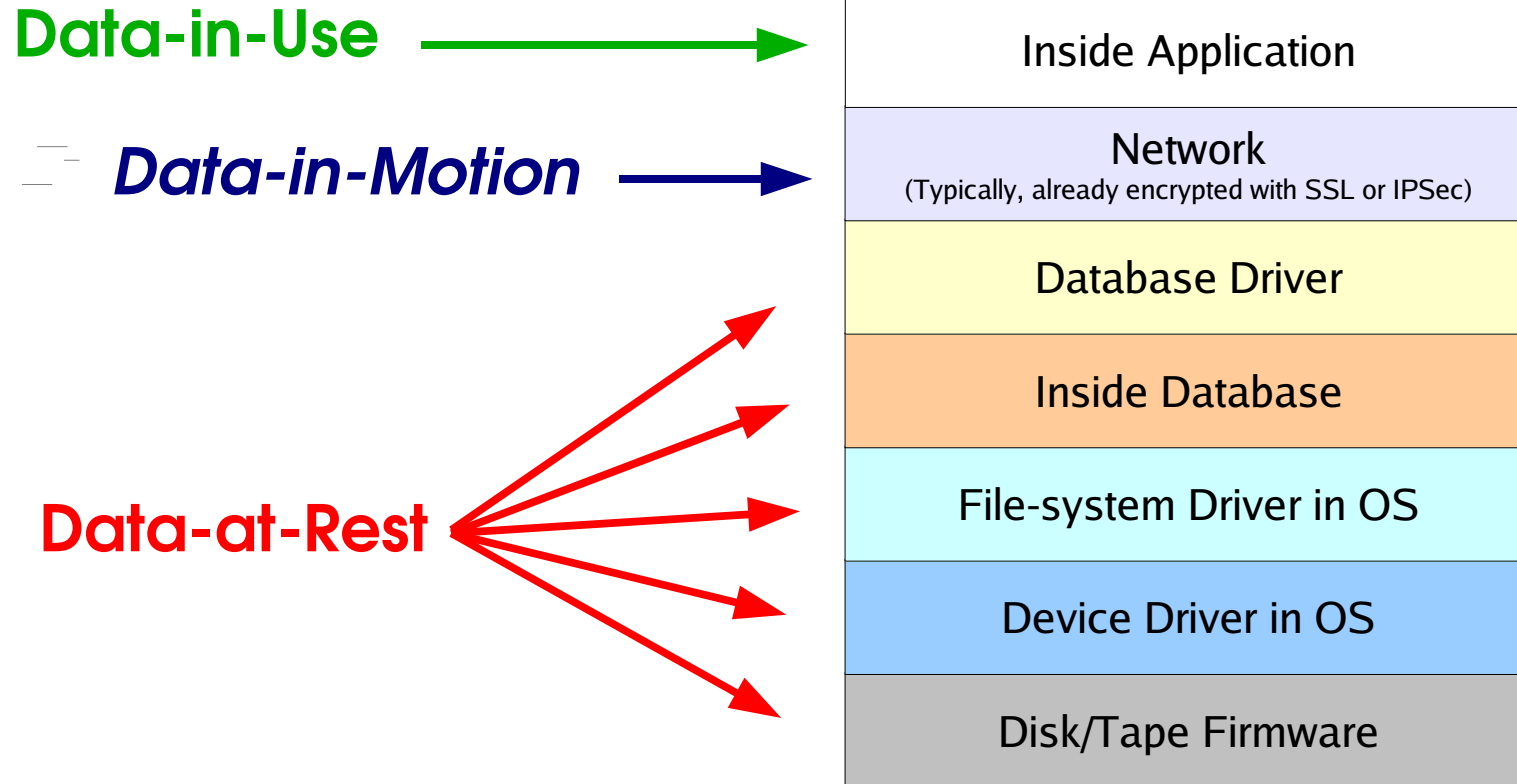 Data-in-Use
Inside Application
Data-in-Motion
Network
(Typically, already encrypted with SSL or IPSec)
Database Driver
Inside Database
Data-at-Rest
File-system Driver in OS
Device Driver in OS
Disk/Tape Firmware